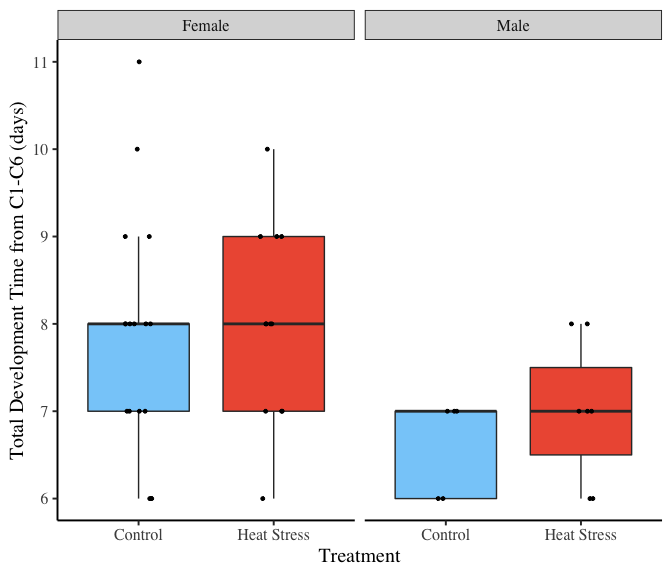 Female Male
Total Development Time from C1-C6 (days)
11
10
9
8
7
6
Control Heat Stress Control Heat Stress
Treatment